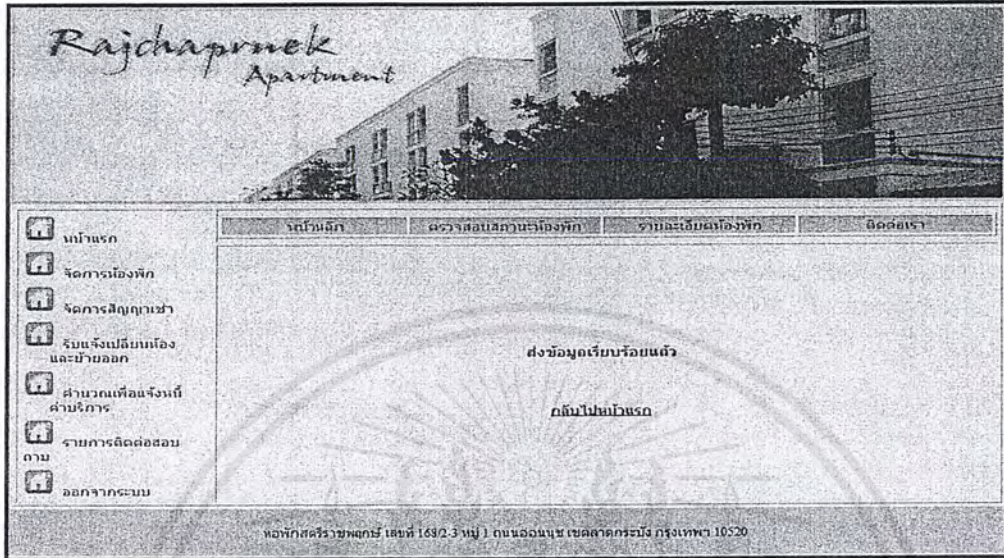 Rajchaprnek
Apartment
หน้าหลัก ตรวจสอบสถานะห้องพัก รายละเอียดห้องพัก ติดต่อเรา
หน้าแรก
จัดการห้องพัก
จัดการสัญญาเช่า
รับแจ้งเปลี่ยนห้อง
และย้ายออก
คำนวณเพื่อแจ้งหนี้
ค่าบริการ
รายการติดต่อสอบ
ถาม
ออกจากระบบ
ส่งข้อมูลเรียบร้อยแล้ว
กลับไปหน้าแรก
หอพักสตรีราชพฤกษ์ เลขที่ 168/2-3 หมู่ 1 ถนนอ่อนนุช เขตลาดกระบัง กรุงเทพฯ 10520